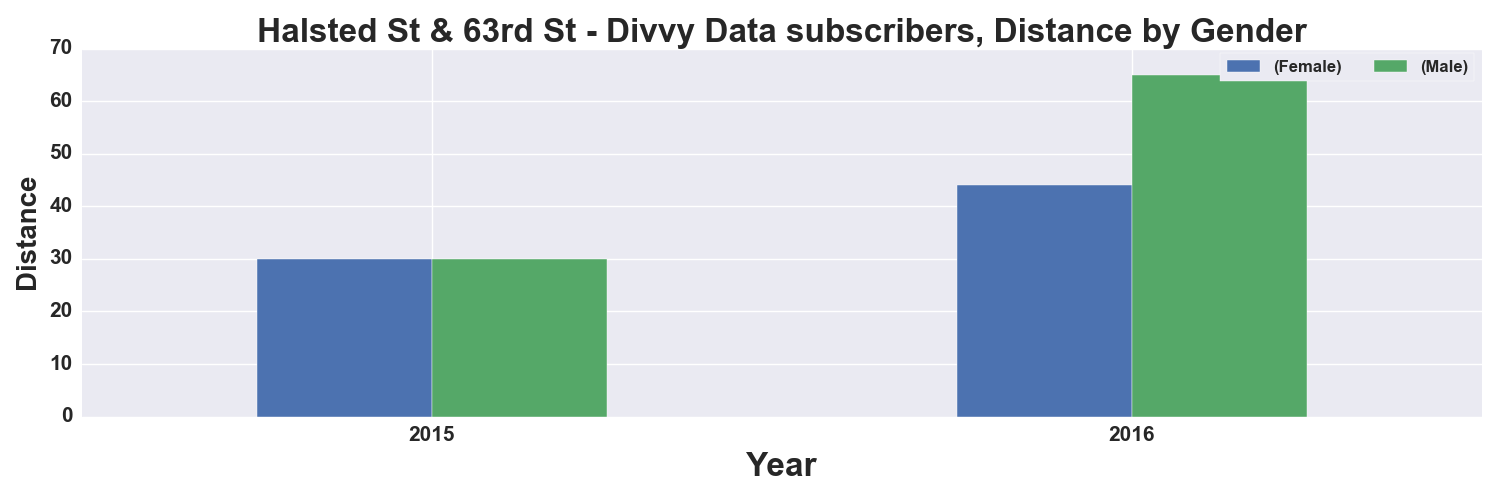 Halsted St & 63rd St - Divvy Data subscribers, Distance by Gender
(Female) (Male)
70
60
50
40
30
20
10
0
Distance
2015 2016
Year